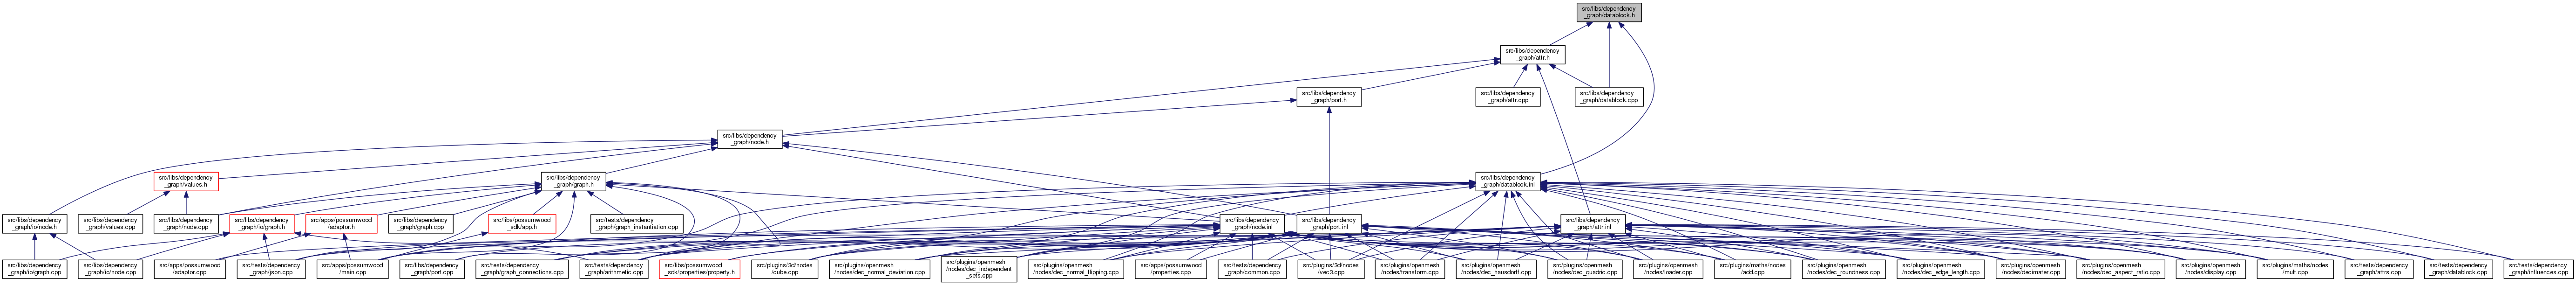 src/libs/dependency
_graph/datablock.h
src/libs/dependency
_graph/attr.h
src/libs/dependency
_graph/port.h
src/libs/dependency
_graph/attr.cpp
src/libs/dependency
_graph/datablock.cpp
src/libs/dependency
_graph/node.h
src/libs/dependency
_graph/values.h
src/libs/dependency
_graph/graph.h
src/libs/dependency
_graph/datablock.inl
src/libs/dependency
_graph/io/node.h
src/libs/dependency
_graph/values.cpp
src/libs/dependency
_graph/node.cpp
src/libs/dependency
_graph/io/graph.h
src/apps/possumwood
/adaptor.h
src/libs/dependency
_graph/graph.cpp
src/libs/possumwood
_sdk/app.h
src/tests/dependency
_graph/graph_instantiation.cpp
src/libs/dependency
_graph/node.inl
src/libs/dependency
_graph/port.inl
src/libs/dependency
_graph/attr.inl
src/libs/dependency
_graph/io/graph.cpp
src/libs/dependency
_graph/io/node.cpp
src/apps/possumwood
/adaptor.cpp
src/tests/dependency
_graph/json.cpp
src/apps/possumwood
/main.cpp
src/libs/dependency
_graph/port.cpp
src/tests/dependency
_graph/graph_connections.cpp
src/tests/dependency
_graph/arithmetic.cpp
src/libs/possumwood
_sdk/properties/property.h
src/plugins/3d/nodes
/cube.cpp
src/plugins/openmesh
/nodes/dec_normal_deviation.cpp
src/plugins/openmesh
/nodes/dec_independent
_sets.cpp
src/plugins/openmesh
/nodes/dec_normal_flipping.cpp
src/apps/possumwood
/properties.cpp
src/tests/dependency
_graph/common.cpp
src/plugins/3d/nodes
/vec3.cpp
src/plugins/openmesh
/nodes/transform.cpp
src/plugins/openmesh
/nodes/dec_hausdorff.cpp
src/plugins/openmesh
/nodes/dec_quadric.cpp
src/plugins/openmesh
/nodes/loader.cpp
src/plugins/maths/nodes
/add.cpp
src/plugins/openmesh
/nodes/dec_roundness.cpp
src/plugins/openmesh
/nodes/dec_edge_length.cpp
src/plugins/openmesh
/nodes/decimater.cpp
src/plugins/openmesh
/nodes/dec_aspect_ratio.cpp
src/plugins/openmesh
/nodes/display.cpp
src/plugins/maths/nodes
/mult.cpp
src/tests/dependency
_graph/attrs.cpp
src/tests/dependency
_graph/datablock.cpp
src/tests/dependency
_graph/influences.cpp